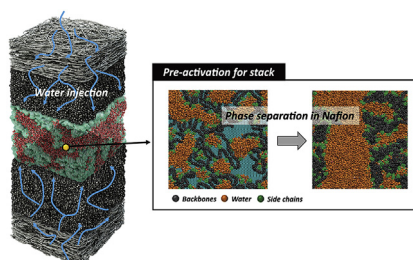 Water Injection
Pre-activation for stack
Phase separation in Nafion
Backbones Water Side chains